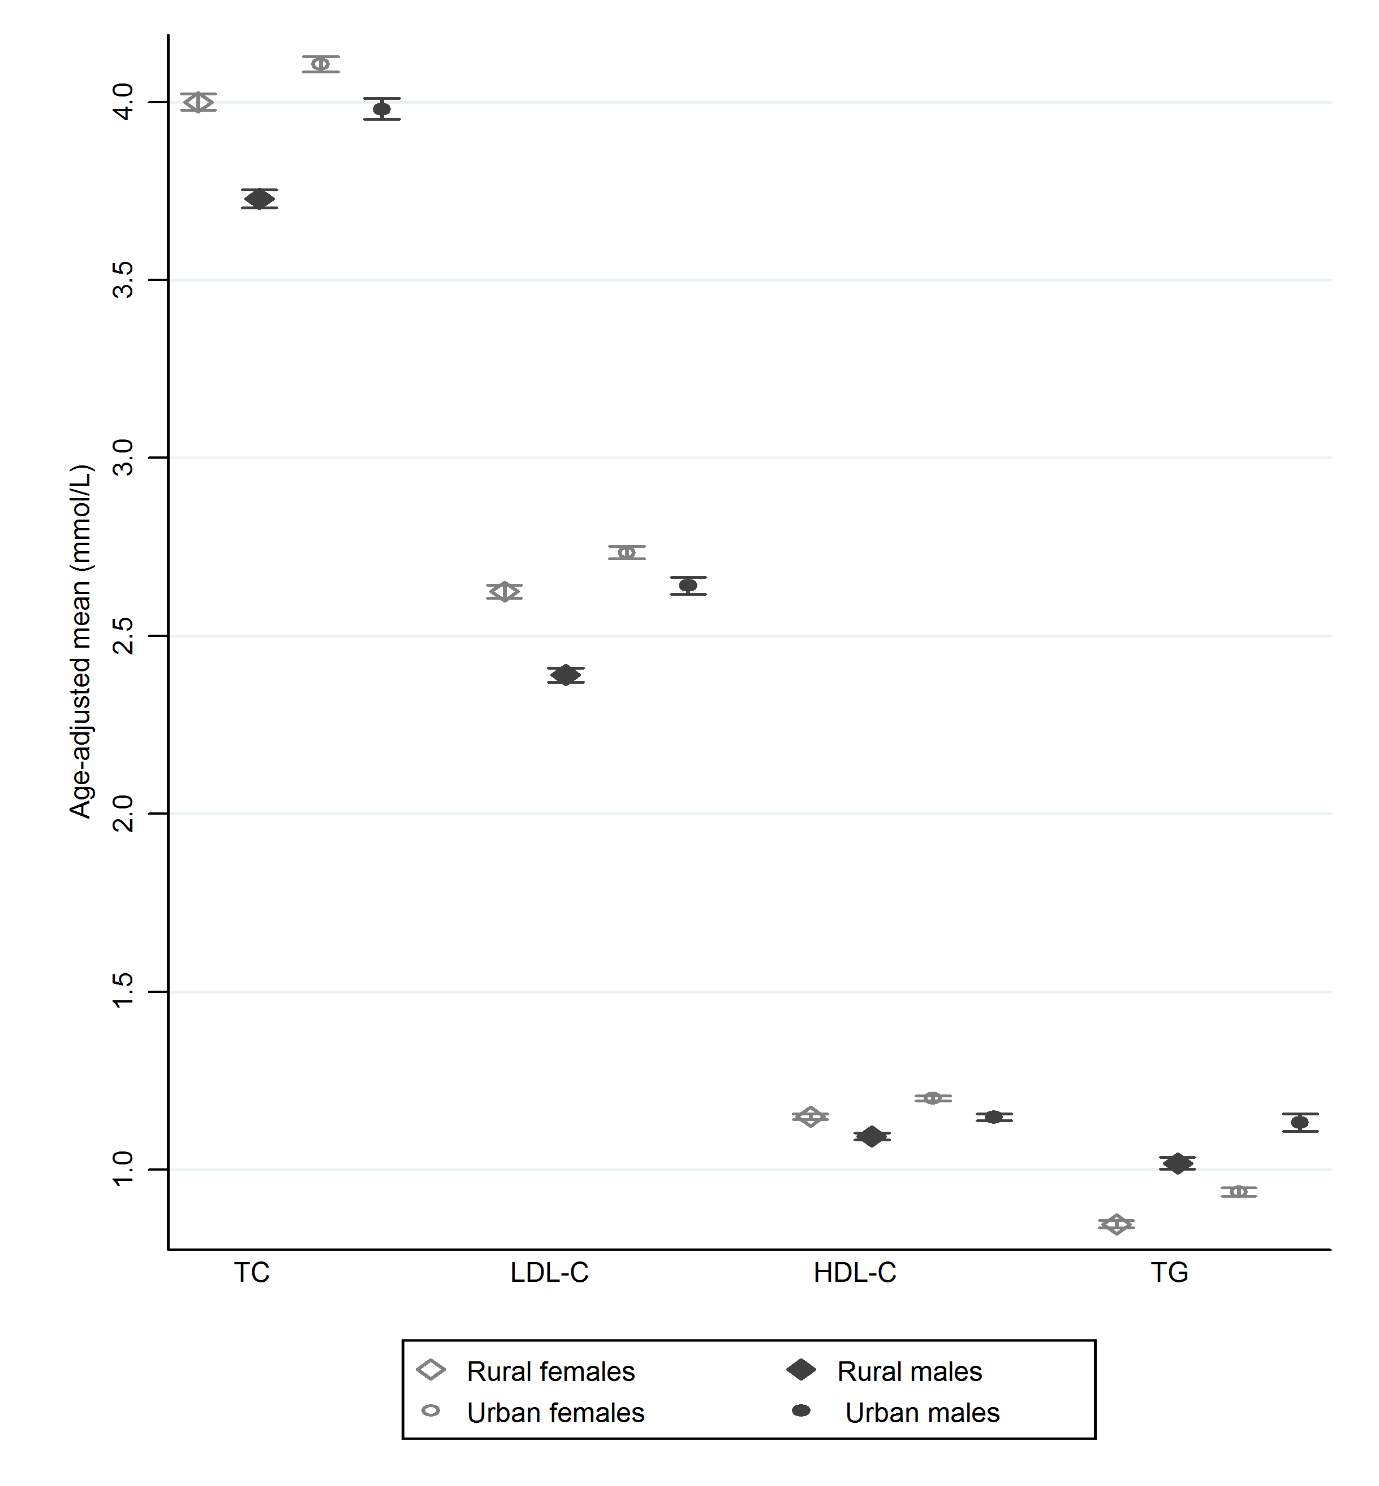 Age-adjusted mean (mmol/L)
4.0
3.5
3.0
2.5
2.0
1.5
1.0
TC LDL-C HDL-C TG
Rural females Rural males
Urban females Urban males